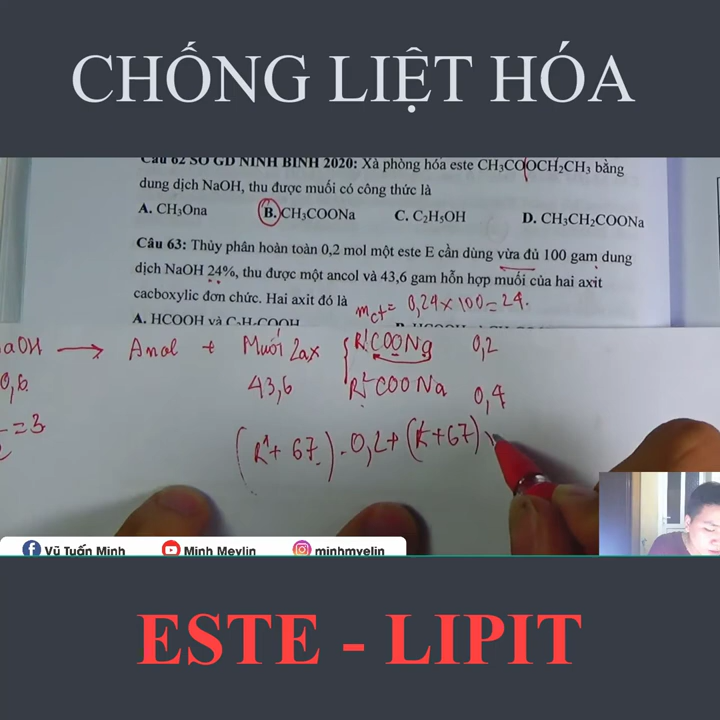 CHỐNG LIỆT HÓA
Câu 62 SỞ GD NINH BÌNH 2020: Xà phòng hóa este CH₃COOCH₂CH₃ bằng
dung dịch NaOH, thu được muối có công thức là
A. CH₃Ona B. CH₃COONa C. C₂H₅OH D. CH₃CH₂COONa
Câu 63: Thủy phân hoàn toàn 0,2 mol một este E cần dùng vừa đủ 100 gam dung
dịch NaOH 24%, thu được một ancol và 43,6 gam hỗn hợp muối của hai axit
cacboxylic đơn chức. Hai axit đó là
mct = 0,24 × 100 = 24.
A. HCOOH và
aOH → Anol + Muối 2ax { R¹COONa 0,2
0,6 43,6 R²COONa 0,4
= 3
(R¹ + 67) . 0,2 + (R + 67)
Vũ Tuấn Minh Minh Meylin minhmyelin
ESTE - LIPIT